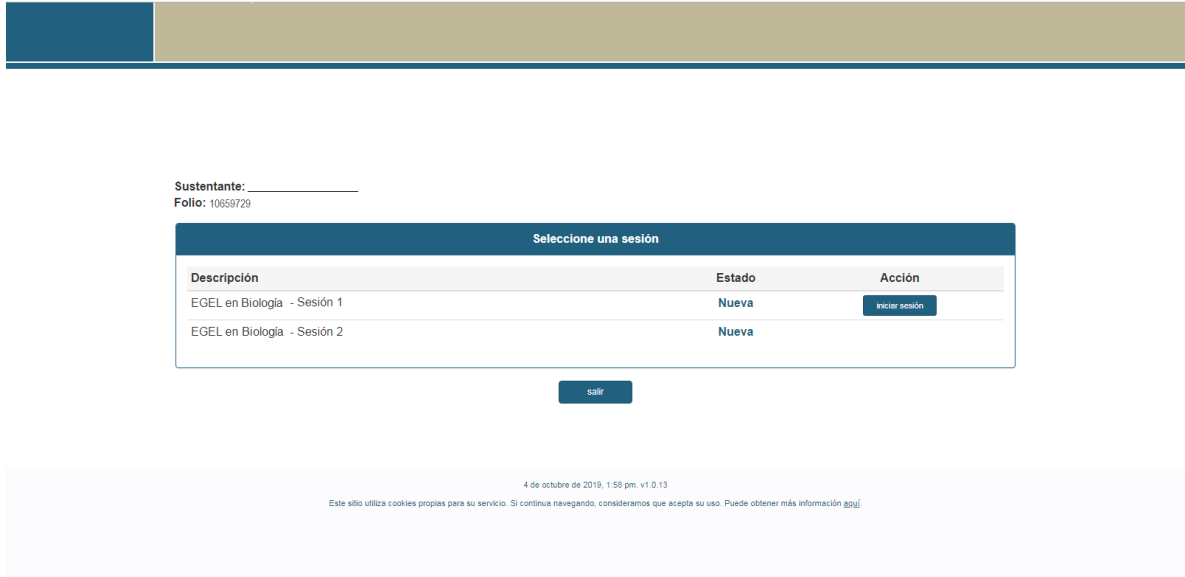 Sustentante: _________________
Folio: 10659729
Seleccione una sesión
Descripción Estado Acción
EGEL en Biología - Sesión 1 Nueva iniciar sesión
EGEL en Biología - Sesión 2 Nueva
salir
4 de octubre de 2019, 1:58 pm. v1.0.13
Este sitio utiliza cookies propias para su servicio. Si continua navegando, consideramos que acepta su uso. Puede obtener más información aquí.